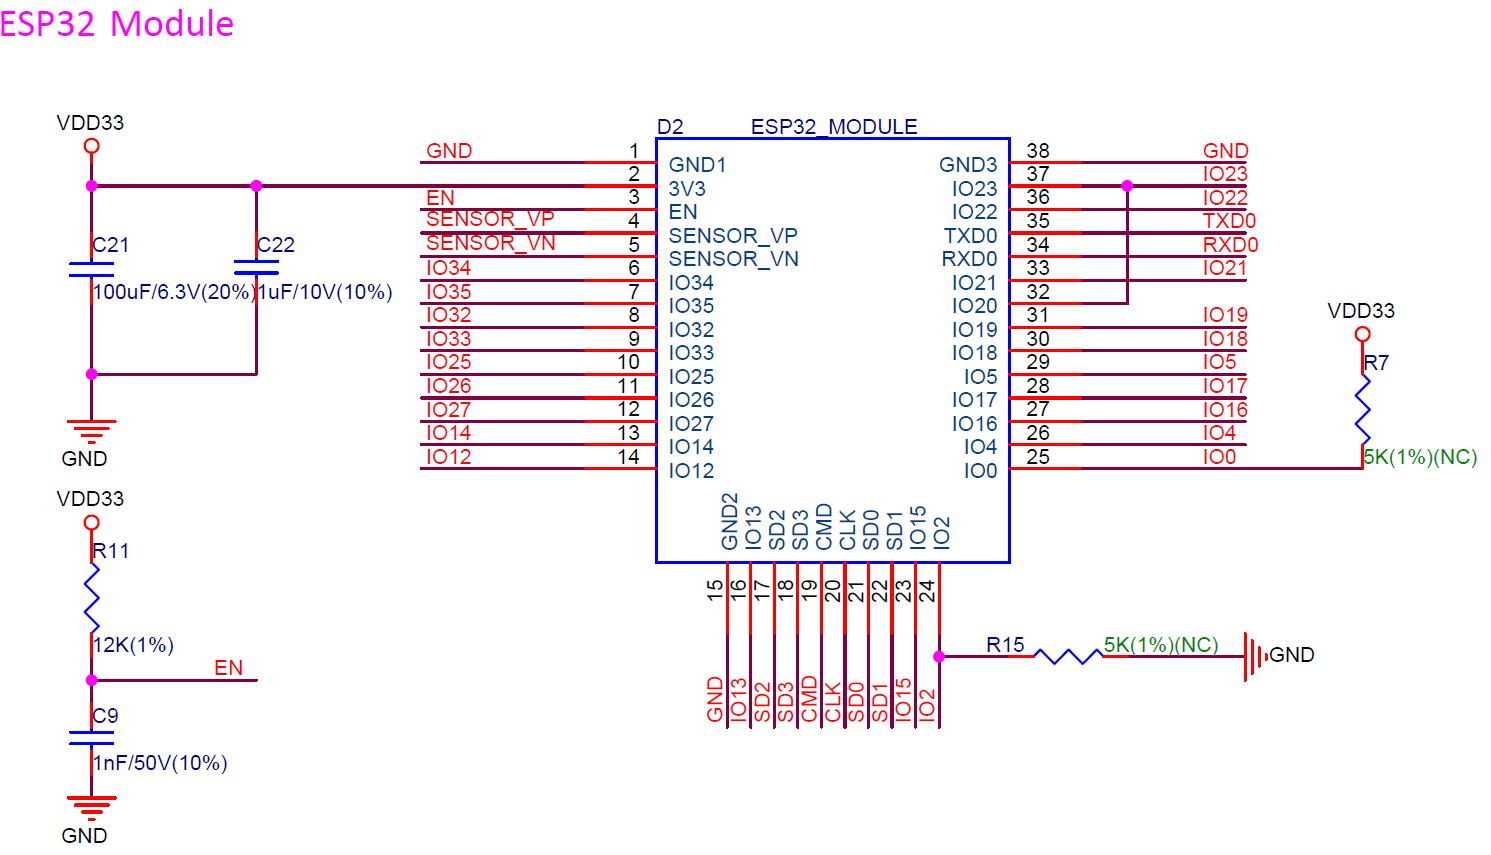 ESP32 Module
VDD33
C21
100uF/6.3V(20%)
C22
1uF/10V(10%)
GND
VDD33
R11
12K(1%)
EN
C9
1nF/50V(10%)
GND
D2 ESP32_MODULE
GND 1 GND1
2 3V3
EN 3 EN
SENSOR_VP 4 SENSOR_VP
SENSOR_VN 5 SENSOR_VN
IO34 6 IO34
IO35 7 IO35
IO32 8 IO32
IO33 9 IO33
IO25 10 IO25
IO26 11 IO26
IO27 12 IO27
IO14 13 IO14
IO12 14 IO12
GND3 38 GND
IO23 37 IO23
IO22 36 IO22
TXD0 35 TXD0
RXD0 34 RXD0
IO21 33 IO21
IO20 32
IO19 31 IO19
IO18 30 IO18
IO5 29 IO5
IO17 28 IO17
IO16 27 IO16
IO4 26 IO4
IO0 25 IO0
GND2 15 GND
IO13 16 IO13
SD2 17 SD2
SD3 18 SD3
CMD 19 CMD
CLK 20 CLK
SD0 21 SD0
SD1 22 SD1
IO15 23 IO15
IO2 24 IO2
VDD33
R7
5K(1%)(NC)
R15 5K(1%)(NC) GND